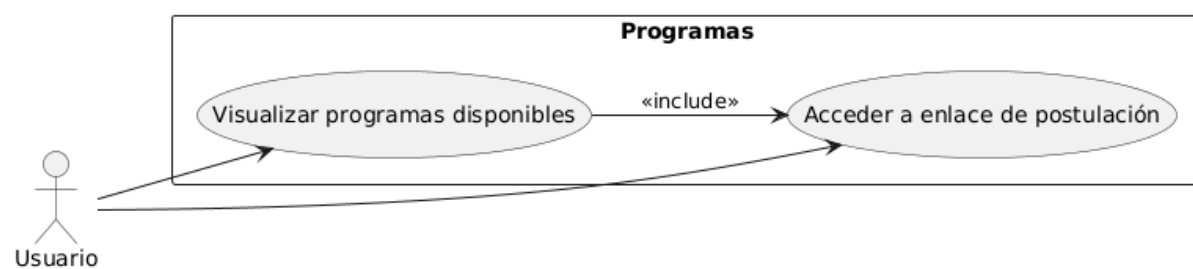 Programas
Visualizar programas disponibles
«include»
Acceder a enlace de postulación
Usuario